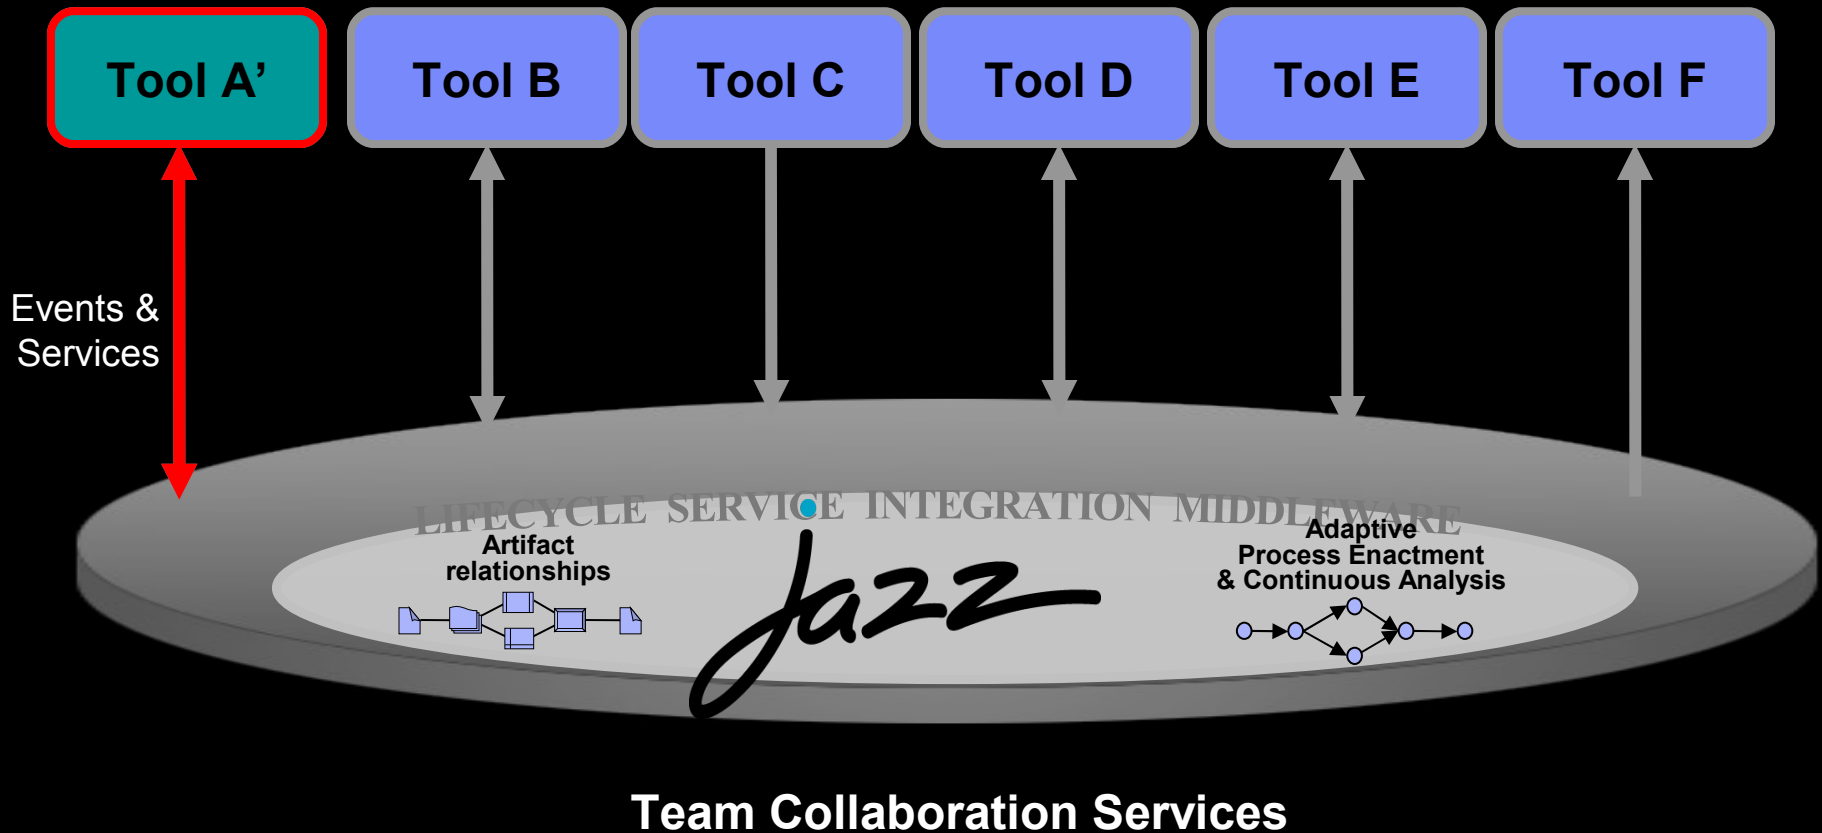 Tool A’
Tool B
Tool C
Tool D
Tool E
Tool F
Events &
Services
LIFECYCLE SERVICE INTEGRATION MIDDLEWARE
Artifact
relationships
Jazz
Adaptive
Process Enactment
& Continuous Analysis
Team Collaboration Services